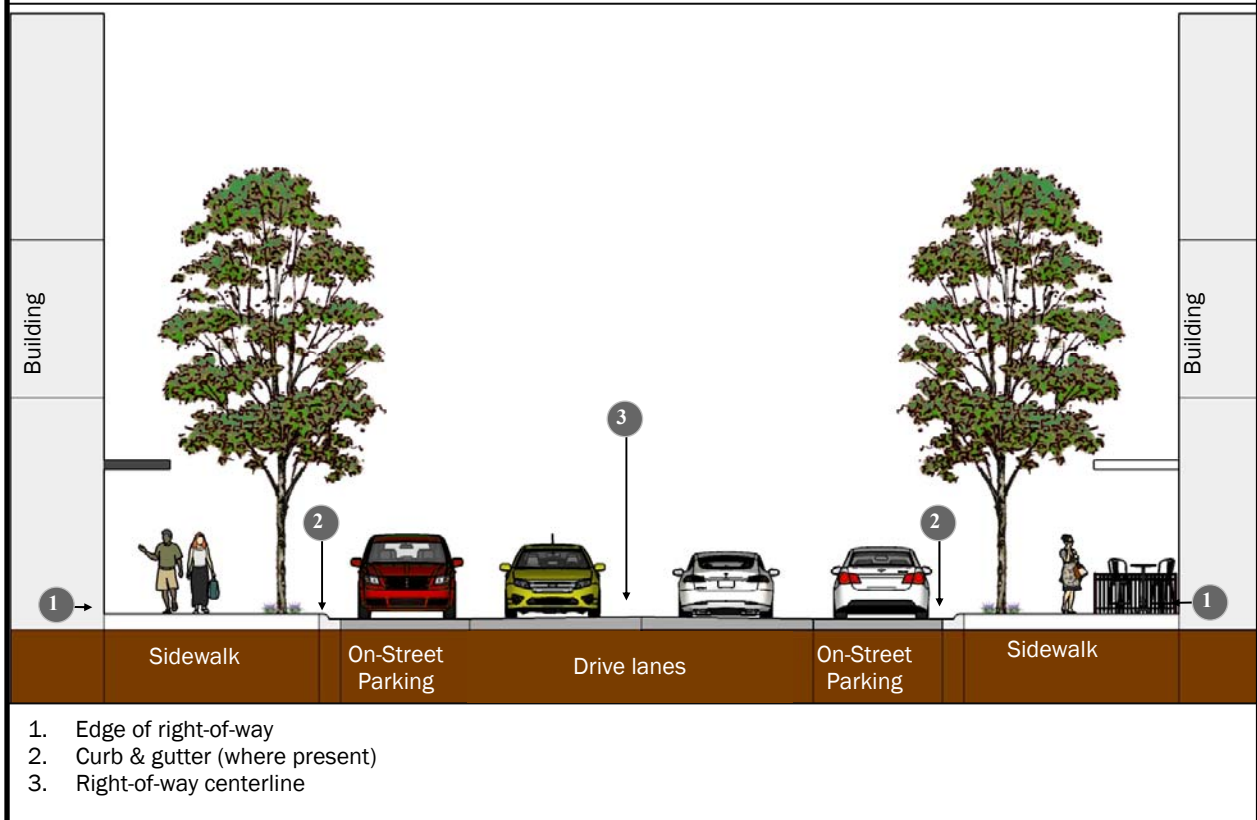 Building
Building
3
2
2
1
1
Sidewalk
On-Street
Parking
Drive lanes
On-Street
Parking
Sidewalk
1. Edge of right-of-way
2. Curb & gutter (where present)
3. Right-of-way centerline